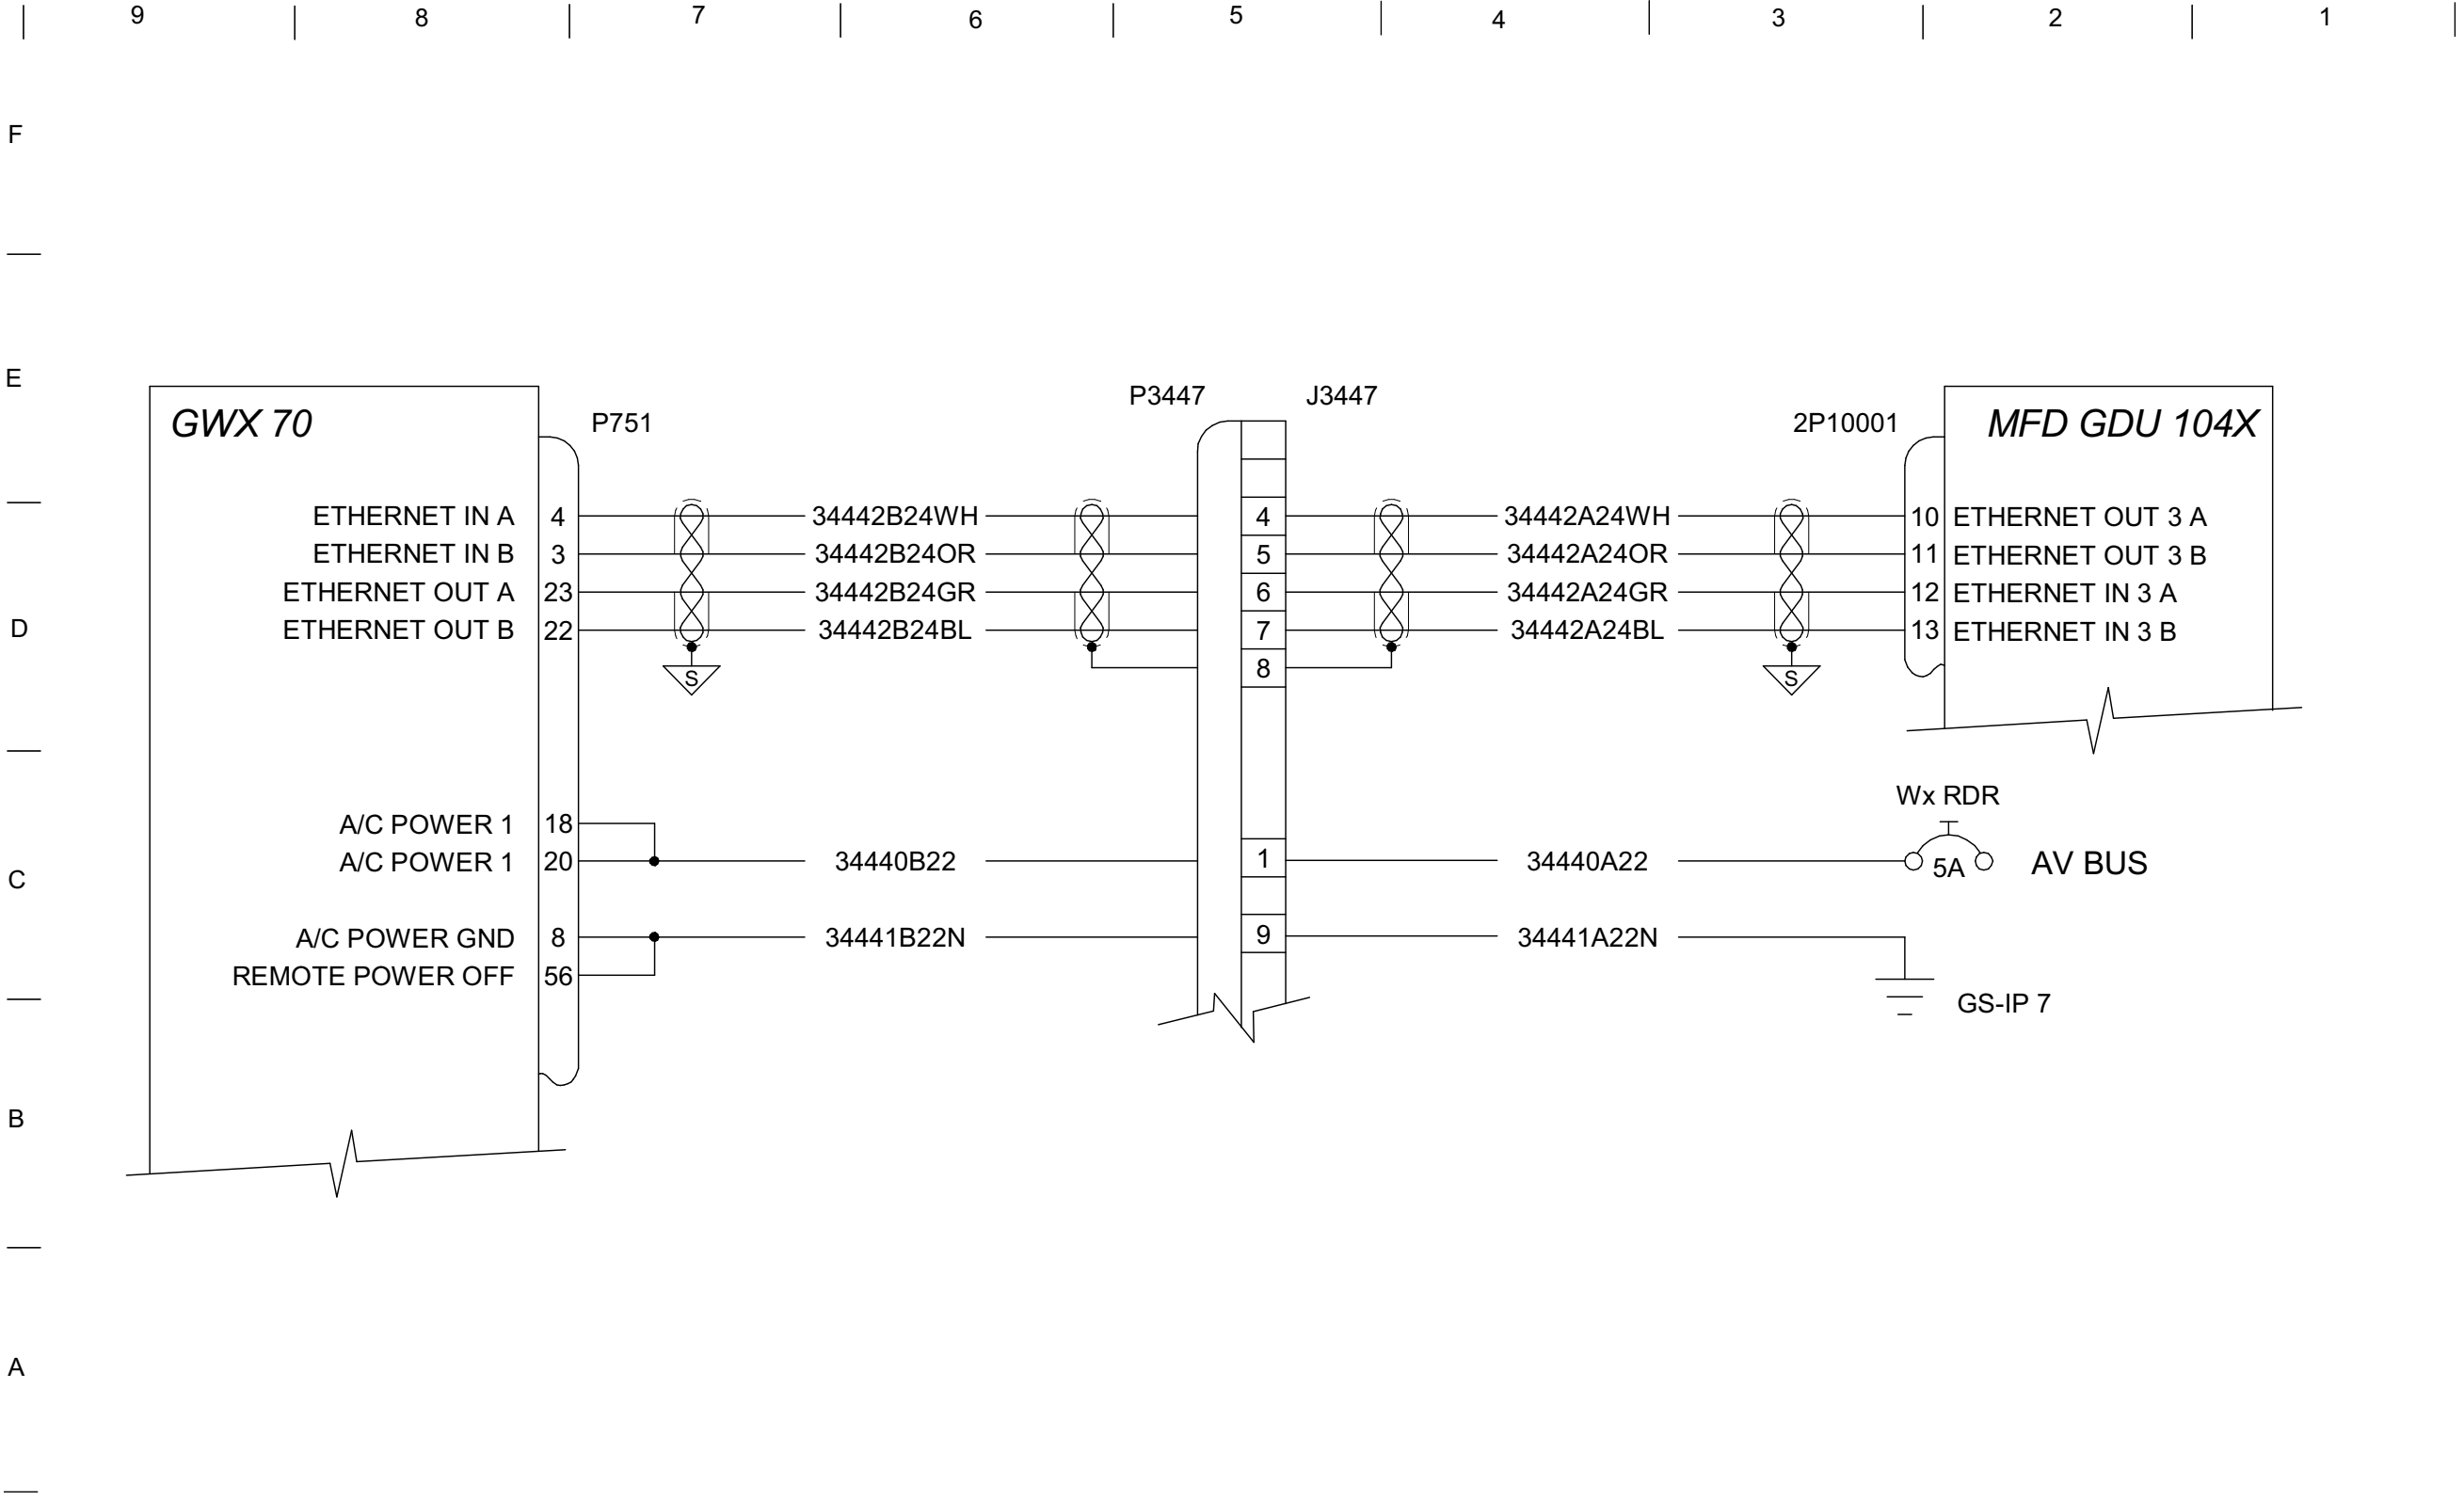 9 8 7 6 5 4 3 2 1
F
E
D
C
B
A
GWX 70
P751
P3447
J3447
2P10001
MFD GDU 104X
ETHERNET IN A 4 34442B24WH 4 34442A24WH 10 ETHERNET OUT 3 A
ETHERNET IN B 3 34442B24OR 5 34442A24OR 11 ETHERNET OUT 3 B
ETHERNET OUT A 23 34442B24GR 6 34442A24GR 12 ETHERNET IN 3 A
ETHERNET OUT B 22 34442B24BL 7 34442A24BL 13 ETHERNET IN 3 B
S 8 S
Wx RDR
A/C POWER 1 18
A/C POWER 1 20 34440B22 1 34440A22 5A AV BUS
A/C POWER GND 8 34441B22N 9 34441A22N
REMOTE POWER OFF 56
GS-IP 7